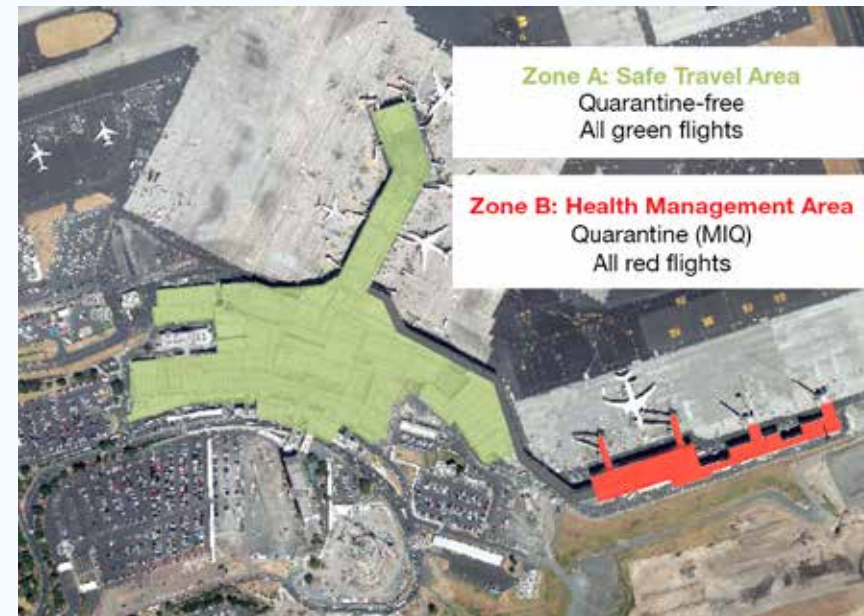 Zone A: Safe Travel Area
Quarantine-free
All green flights
Zone B: Health Management Area
Quarantine (MIQ)
All red flights